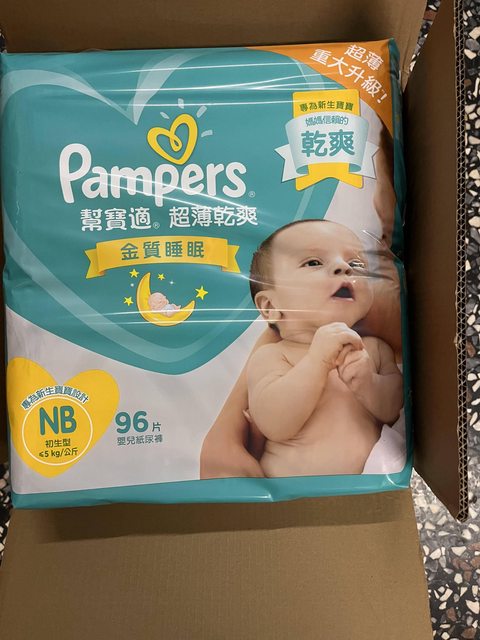 超薄
重大升級!
專為新生寶寶
媽媽信賴的
乾爽
Pampers®
幫寶適® 超薄乾爽
金質睡眠
專為新生寶寶設計
NB
初生型
≤5 kg/公斤
96片
嬰兒紙尿褲